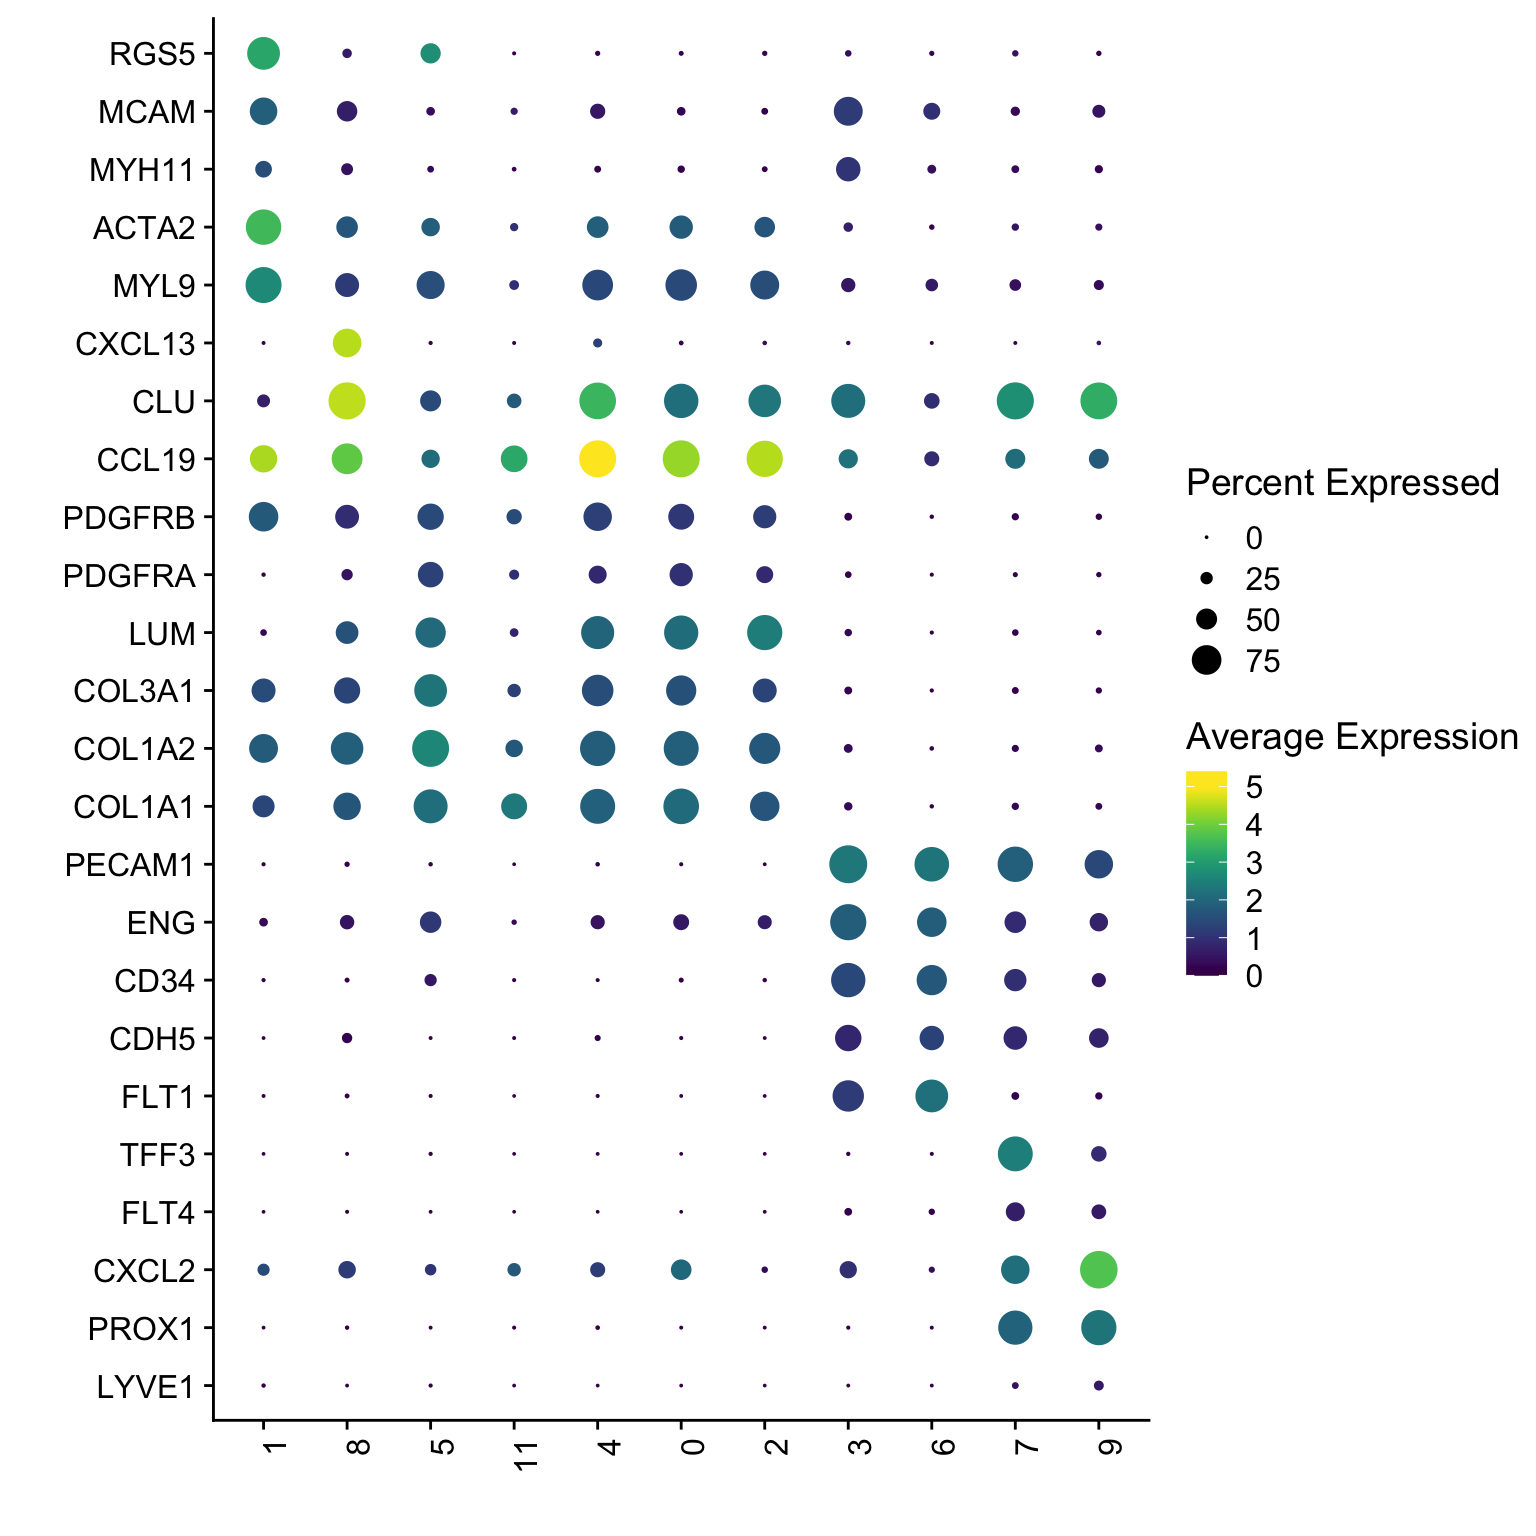 RGS5
MCAM
MYH11
ACTA2
MYL9
CXCL13
CLU
CCL19
PDGFRB
PDGFRA
LUM
COL3A1
COL1A2
COL1A1
PECAM1
ENG
CD34
CDH5
FLT1
TFF3
FLT4
CXCL2
PROX1
LYVE1
1 8 5 11 4 0 2 3 6 7 9
Percent Expressed
0
25
50
75
Average Expression
5
4
3
2
1
0